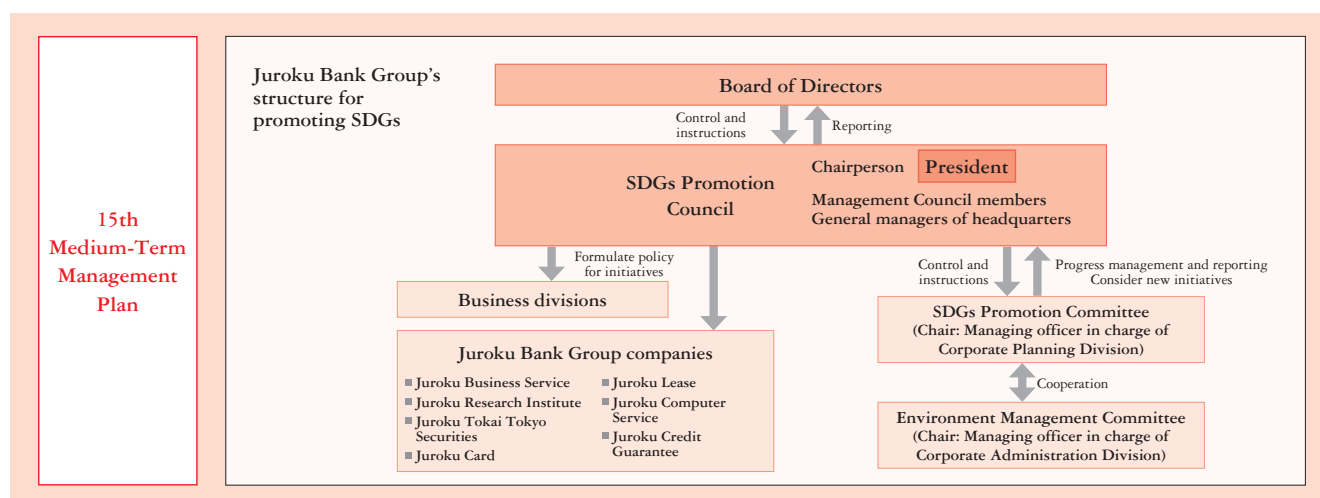 15th
Medium-Term
Management
Plan
Juroku Bank Group's
structure for
promoting SDGs
Board of Directors
Control and
instructions
Reporting
SDGs Promotion
Council
Chairperson President
Management Council members
General managers of headquarters
Formulate policy
for initiatives
Control and
instructions
Progress management and reporting
Consider new initiatives
Business divisions
Juroku Bank Group companies
Juroku Business Service
Juroku Research Institute
Juroku Tokai Tokyo
Securities
Juroku Card
Juroku Lease
Juroku Computer
Service
Juroku Credit
Guarantee
SDGs Promotion Committee
(Chair: Managing officer in charge of
Corporate Planning Division)
Cooperation
Environment Management Committee
(Chair: Managing officer in charge of
Corporate Administration Division)